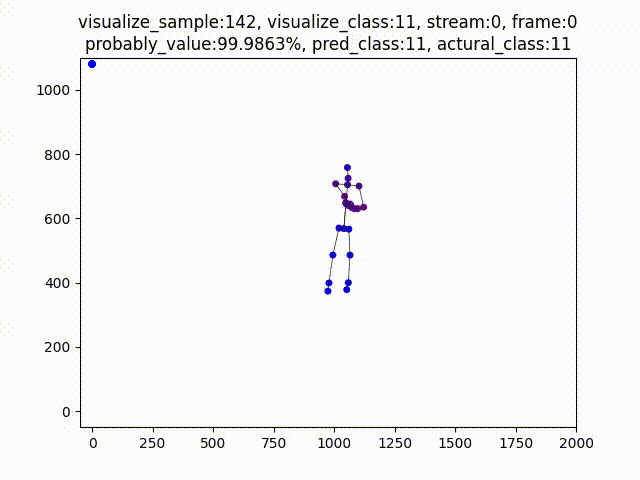 visualize_sample:142, visualize_class:11, stream:0, frame:0
probably_value:99.9863%, pred_class:11, actural_class:11
1000
800
600
400
200
0
0 250 500 750 1000 1250 1500 1750 2000